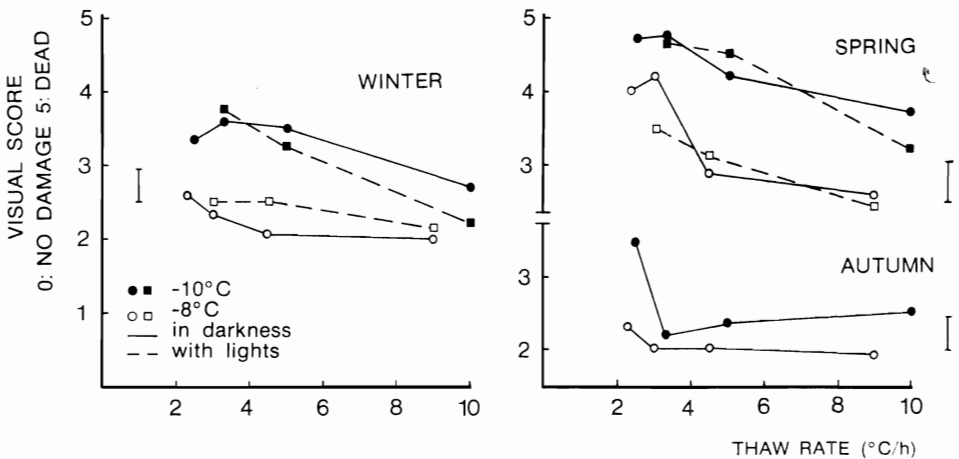 VISUAL SCORE
0: NO DAMAGE 5: DEAD
5
4
3
2
1
WINTER
-10°C
-8°C
in darkness
with lights
2 4 6 8 10
5
4
3
2
SPRING
3
2
AUTUMN
2 4 6 8 10
THAW RATE (°C/h)